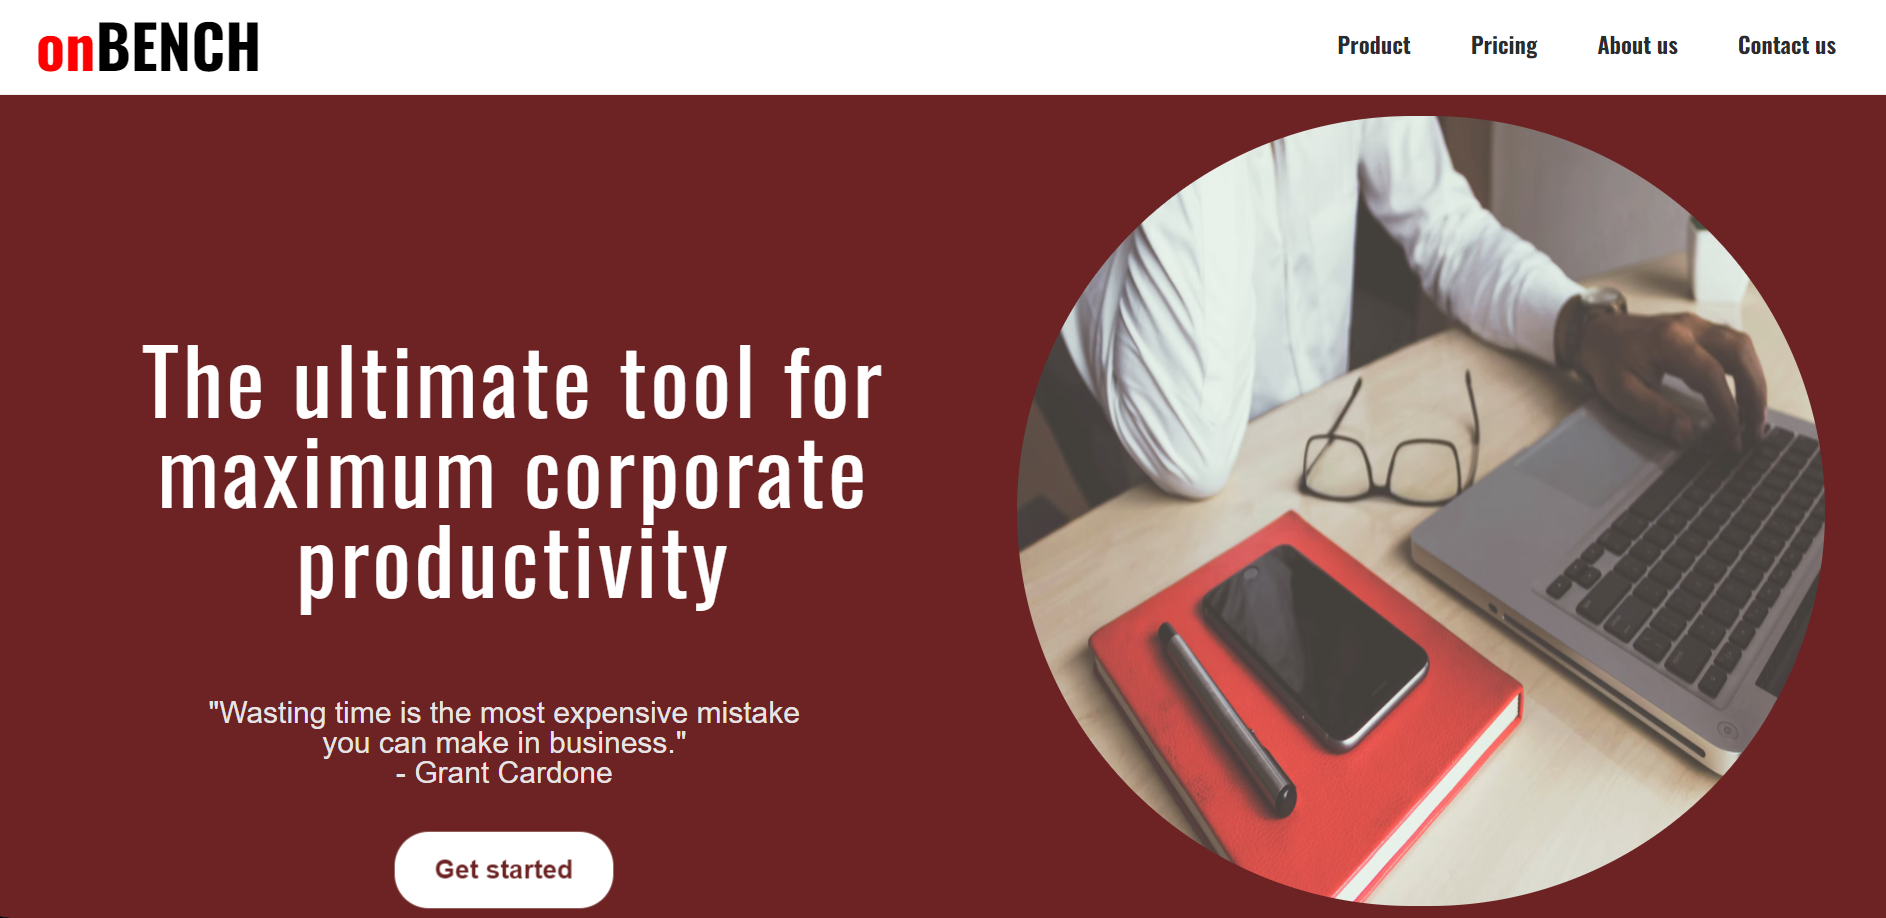 onBENCH
Product Pricing About us Contact us
The ultimate tool for
maximum corporate
productivity
"Wasting time is the most expensive mistake
you can make in business."
- Grant Cardone
Get started